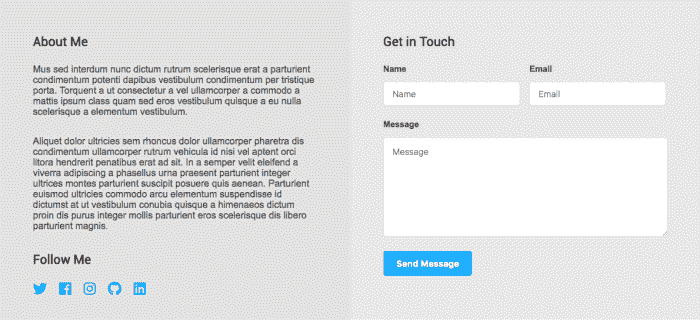 About Me
Mus sed interdum nunc dictum rutrum scelerisque erat a parturient
condimentum potenti dapibus vestibulum condimentum per tristique
porta. Torquent a ut consectetur a vel ullamcorper a commodo a
mattis ipsum class quam sed eros vestibulum quisque a eu nulla
scelerisque a elementum vestibulum.
Aliquet dolor ultricies sem rhoncus dolor ullamcorper pharetra dis
condimentum ullamcorper rutrum vehicula id nisi vel aptent orci
litora hendrerit penatibus erat ad sit. In a semper velit eleifend a
viverra adipiscing a phasellus urna praesent parturient integer
ultrices montes parturient suscipit posuere quis aenean. Parturient
euismod ultricies commodo arcu elementum suspendisse id
dictumst at ut vestibulum conubia quisque a himenaeos dictum
proin dis purus integer mollis parturient eros scelerisque dis libero
parturient magnis.
Follow Me
Get in Touch
Name
Email
Name
Email
Message
Message
Send Message